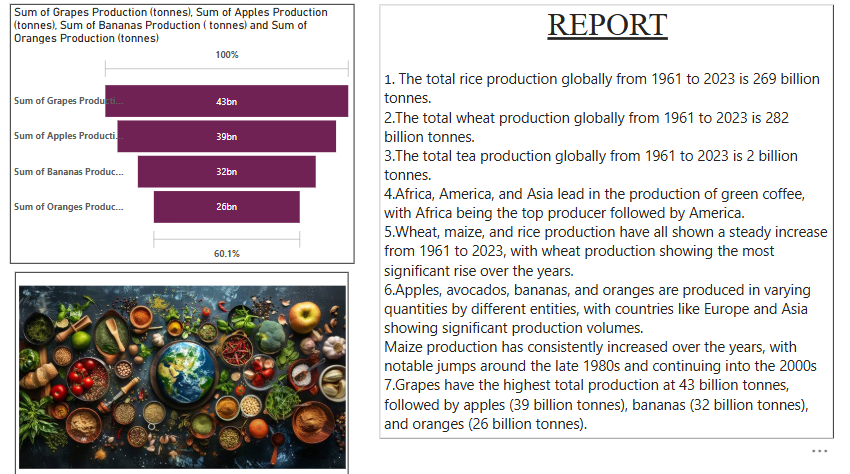 Sum of Grapes Production (tonnes), Sum of Apples Production
(tonnes), Sum of Bananas Production ( tonnes) and Sum of
Oranges Production (tonnes)
100%
Sum of Grapes Producti...
43bn
Sum of Apples Producti...
39bn
Sum of Bananas Produc...
32bn
Sum of Oranges Produc...
26bn
60.1%
REPORT
1. The total rice production globally from 1961 to 2023 is 269 billion
tonnes.
2.The total wheat production globally from 1961 to 2023 is 282
billion tonnes.
3.The total tea production globally from 1961 to 2023 is 2 billion
tonnes.
4.Africa, America, and Asia lead in the production of green coffee,
with Africa being the top producer followed by America.
5.Wheat, maize, and rice production have all shown a steady increase
from 1961 to 2023, with wheat production showing the most
significant rise over the years.
6.Apples, avocados, bananas, and oranges are produced in varying
quantities by different entities, with countries like Europe and Asia
showing significant production volumes.
Maize production has consistently increased over the years, with
notable jumps around the late 1980s and continuing into the 2000s
7.Grapes have the highest total production at 43 billion tonnes,
followed by apples (39 billion tonnes), bananas (32 billion tonnes),
and oranges (26 billion tonnes).